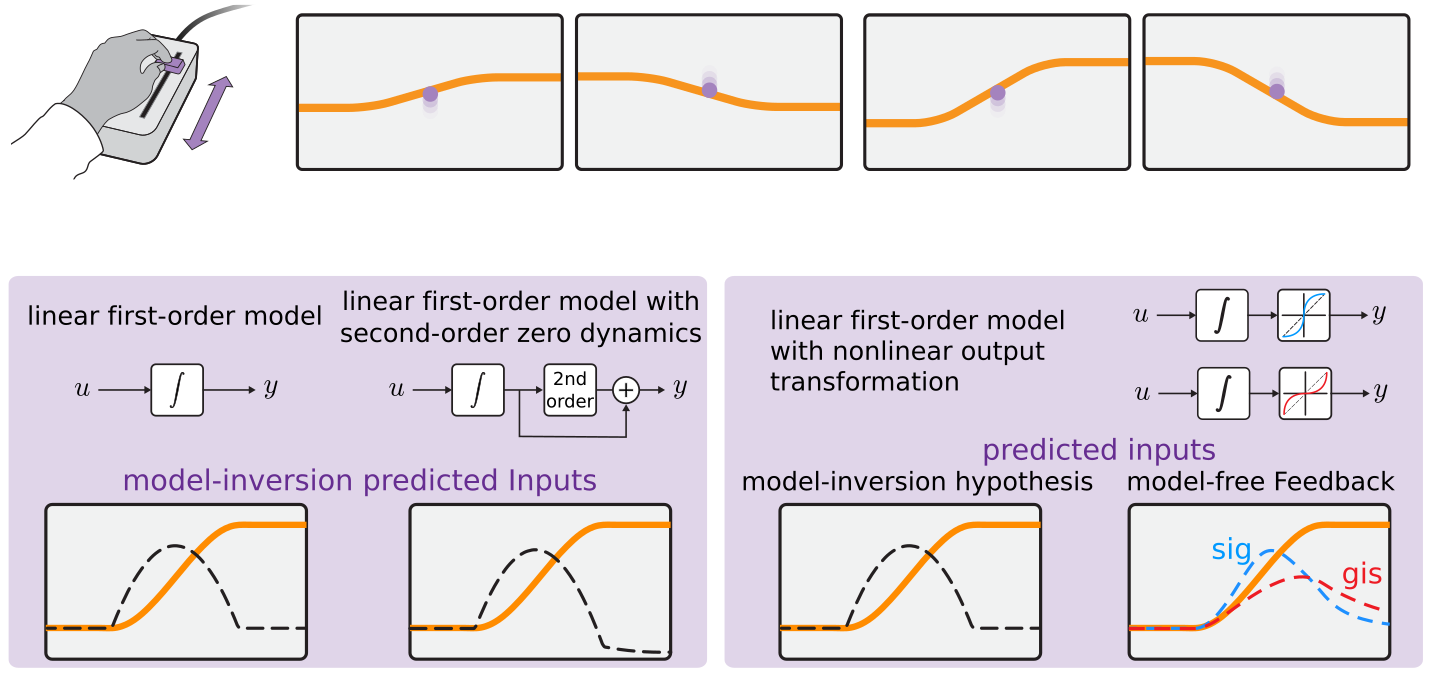 linear first-order model
u ∫ y
linear first-order model with
second-order zero dynamics
u ∫ 2nd
order + y
model-inversion predicted Inputs
linear first-order model
with nonlinear output
transformation
u ∫ y
u ∫ y
predicted inputs
model-inversion hypothesis
model-free Feedback
sig
gis